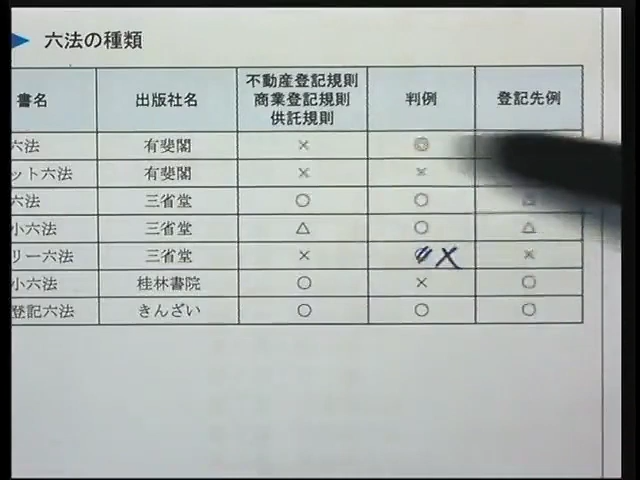 六法の種類
書名 出版社名 不動産登記規則 商業登記規則 供託規則 判例 登記先例
六法 有斐閣 × ◎
ット六法 有斐閣 × ×
六法 三省堂 ○ ○ △
小六法 三省堂 △ ○ △
リー六法 三省堂 × × ×
小六法 桂林書院 ○ × ○
登記六法 きんざい ○ ○ ○